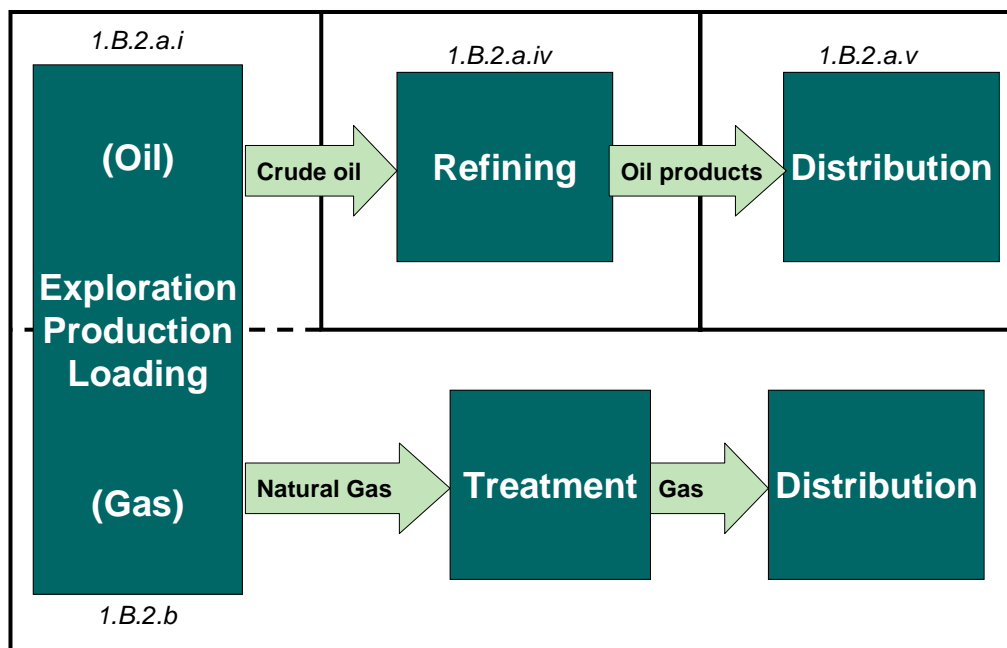 1.B.2.a.i
1.B.2.a.iv
1.B.2.a.v
(Oil)
Crude oil
Refining
Oil products
Distribution
Exploration
Production
Loading
(Gas)
Natural Gas
Treatment
Gas
Distribution
1.B.2.b